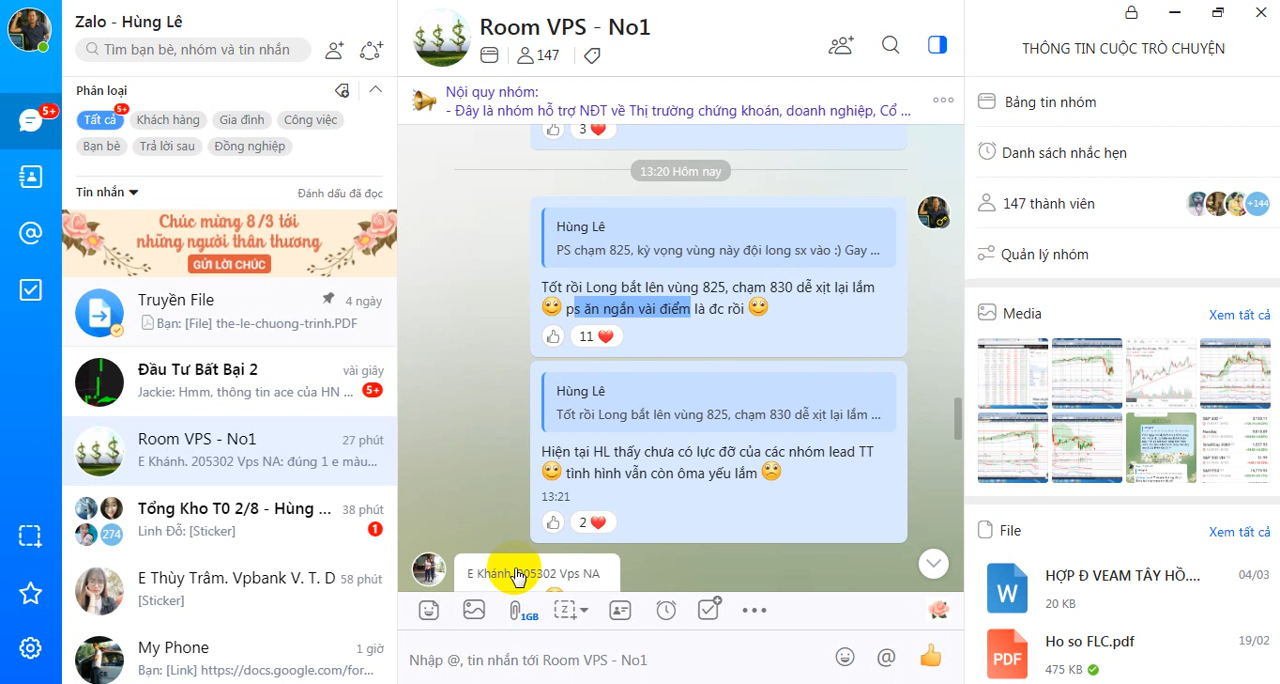 Zalo - Hùng Lê
Tìm bạn bè, nhóm và tin nhắn
5+
Phân loại
Tất cả
5+
Khách hàng
Gia đình
Công việc
Bạn bè
Trả lời sau
Đồng nghiệp
Tin nhắn
Đánh dấu đã đọc
Chúc mừng 8/3 tới
những người thân thương
GỬI LỜI CHÚC
Truyền File
4 ngày
Bạn: [File] the-le-chuong-trinh.PDF
Đầu Tư Bất Bại 2
vài giây
Jackie: Hmm, thông tin ace của HN ...
5+
Room VPS - No1
27 phút
E Khánh. 205302 Vps NA: đúng 1 e màu...
Tổng Kho T0 2/8 - Hùng ...
38 phút
274
Linh Đỗ: [Sticker]
1
E Thùy Trâm. Vpbank V. T. D
58 phút
[Sticker]
My Phone
1 giờ
Bạn: [Link] https://docs.google.com/for...
Room VPS - No1
147
Nội quy nhóm:
- Đây là nhóm hỗ trợ NĐT về Thị trường chứng khoán, doanh nghiệp, Cổ ...
3
13:20 Hôm nay
Hùng Lê
PS chạm 825, kỳ vọng vùng này đội long sx vào :) Gay ...
Tốt rồi Long bắt lên vùng 825, chạm 830 dễ xịt lại lắm
ps ăn ngắn vài điểm là đc rồi
11
Hùng Lê
Tốt rồi Long bắt lên vùng 825, chạm 830 dễ xịt lại lắm ...
Hiện tại HL thấy chưa có lực đỡ của các nhóm lead TT
tình hình vẫn còn ôma yếu lắm
13:21
2
E Khánh. 205302 Vps NA
1GB
Nhập @, tin nhắn tới Room VPS - No1
THÔNG TIN CUỘC TRÒ CHUYỆN
Bảng tin nhóm
Danh sách nhắc hẹn
147 thành viên
+144
Quản lý nhóm
Media
Xem tất cả
File
Xem tất cả
W
HỢP Đ VEAM TÂY HỒ....
04/03
20 KB
PDF
Ho so FLC.pdf
19/02
475 KB